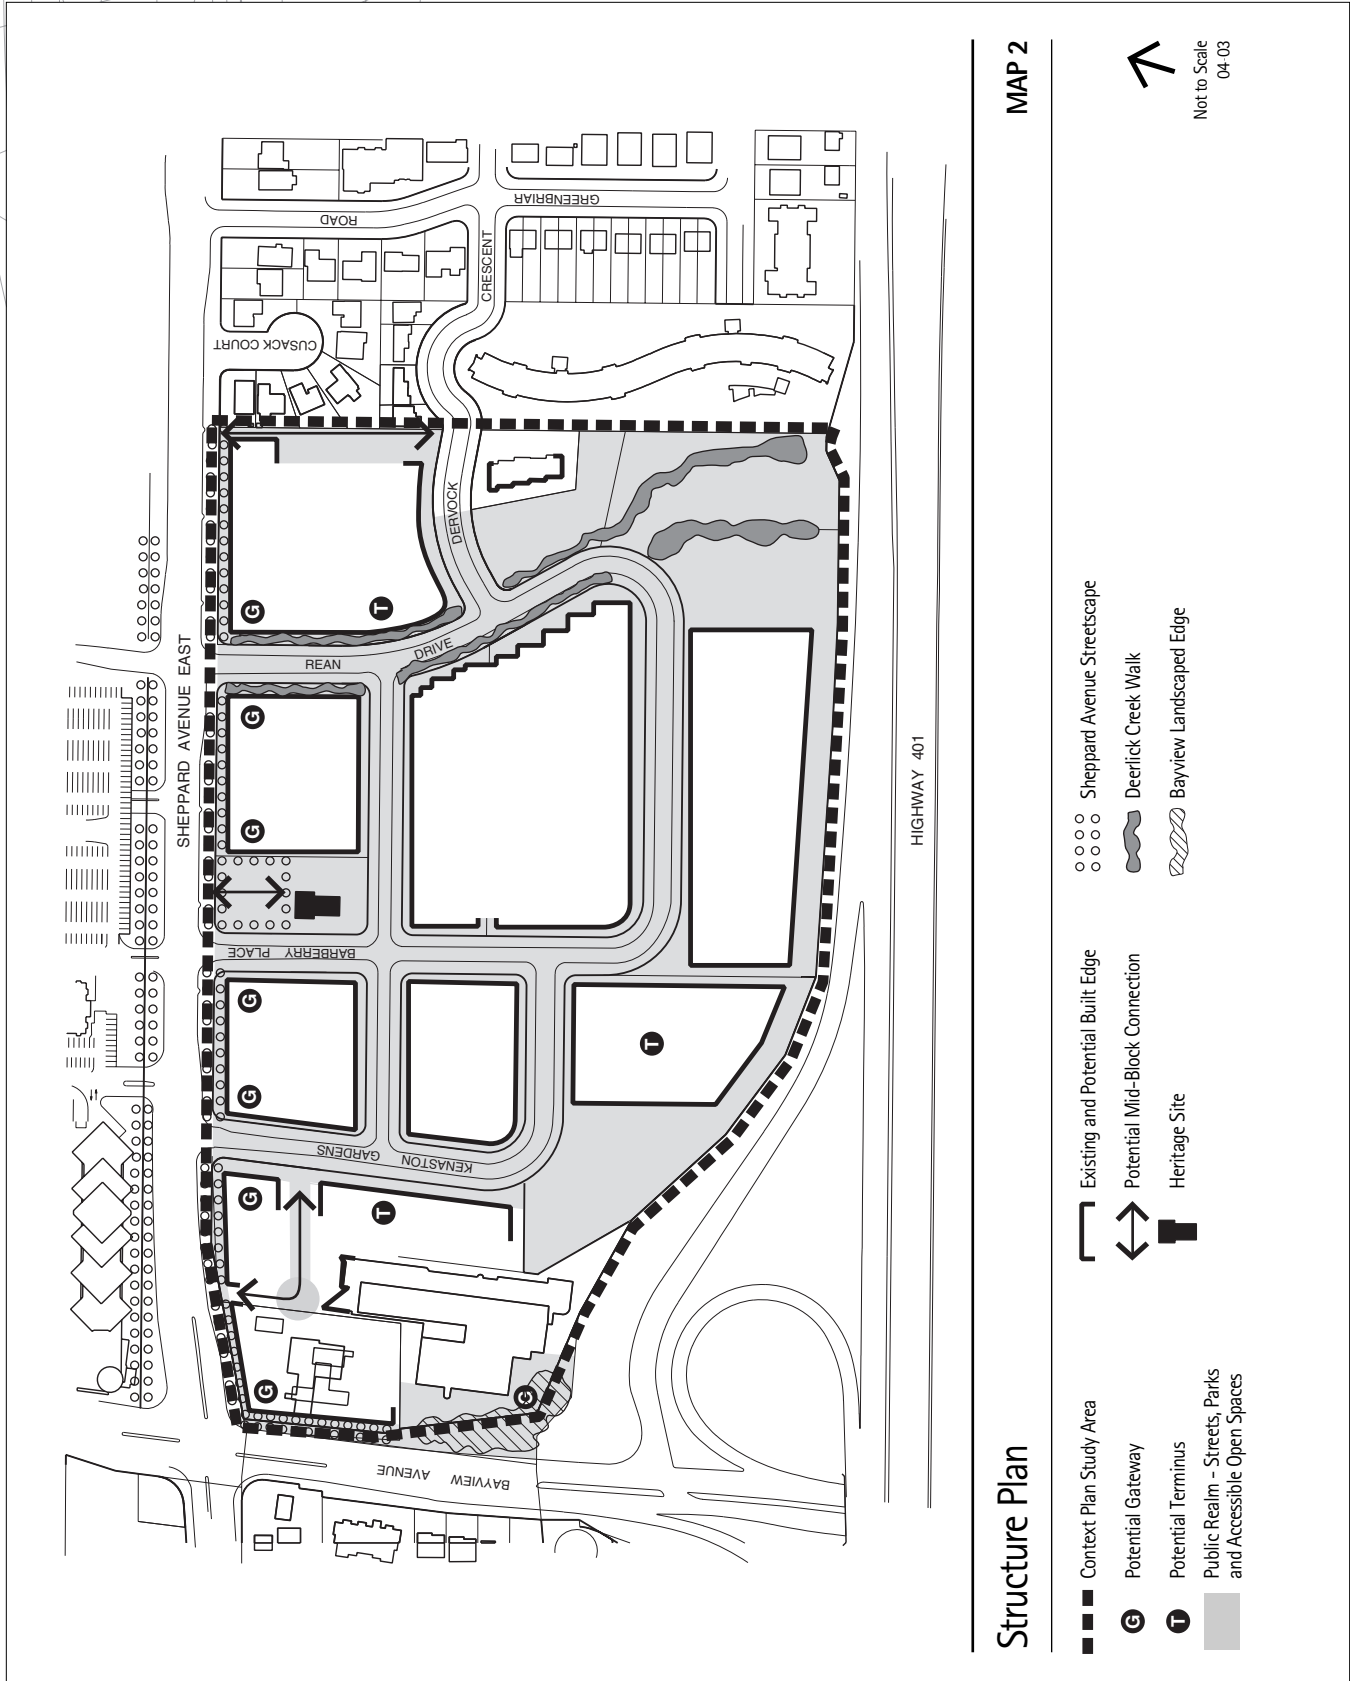 SHEPPARD AVENUE EAST
BAYVIEW AVENUE
KENASTON GARDENS
BARBERRY PLACE
REAN DRIVE
DERVOCK CRESCENT
CUSACK COURT
GREENBRIAR ROAD
HIGHWAY 401
G
G
G
G
G
G
G
G
T
T
T
Structure Plan
MAP 2
Context Plan Study Area
G Potential Gateway
T Potential Terminus
Public Realm – Streets, Parks
and Accessible Open Spaces
Existing and Potential Built Edge
Potential Mid–Block Connection
Heritage Site
Sheppard Avenue Streetscape
Deerlick Creek Walk
Bayview Landscaped Edge
Not to Scale
04-03